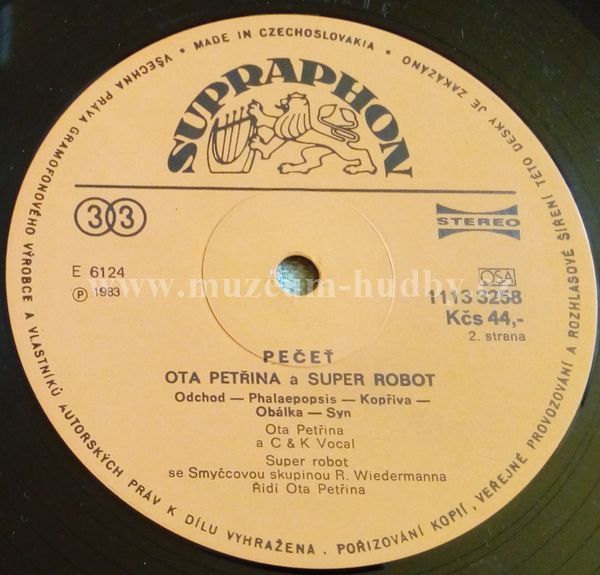 VŠECHNA PRÁVA GRAMOFONOVÉHO VÝROBCE A VLASTNÍKŮ AUTORSKÝCH PRÁV K DÍLU VYHRAŽENA. POŘIZOVÁNÍ KOPIÍ, VEŘEJNÉ PROVOZOVÁNÍ A ROZHLASOVÉ ŠÍŘENÍ TÉTO DESKY JE ZAKÁZÁNO • MADE IN CZECHOSLOVAKIA •
SUPRAPHON
33
STEREO
E 6124
Ⓟ 1983
OSA
www.muzeum-hudby.cz
1113 3258
Kčs 44,-
2. strana
PEČEŤ
OTA PETŘINA a SUPER ROBOT
Odchod — Phalaepopsis — Kopřiva —
Obálka — Syn
Ota Petřina
a C & K Vocal
Super robot
se Smyčcovou skupinou R. Wiedermanna
Řídí Ota Petřina